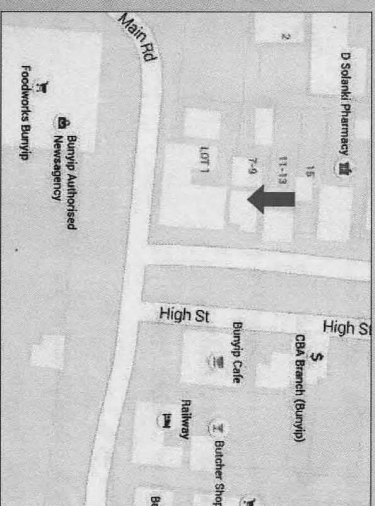 Main Rd
2
D Solanki Pharmacy
Foodworks Bunyip
Bunyip Authorised
Newsagency
LOT 1
7-9
11-13
15
High St
High St
Bunyip Cafe
$
CBA Branch (Bunyip)
Railway
Butcher Shop